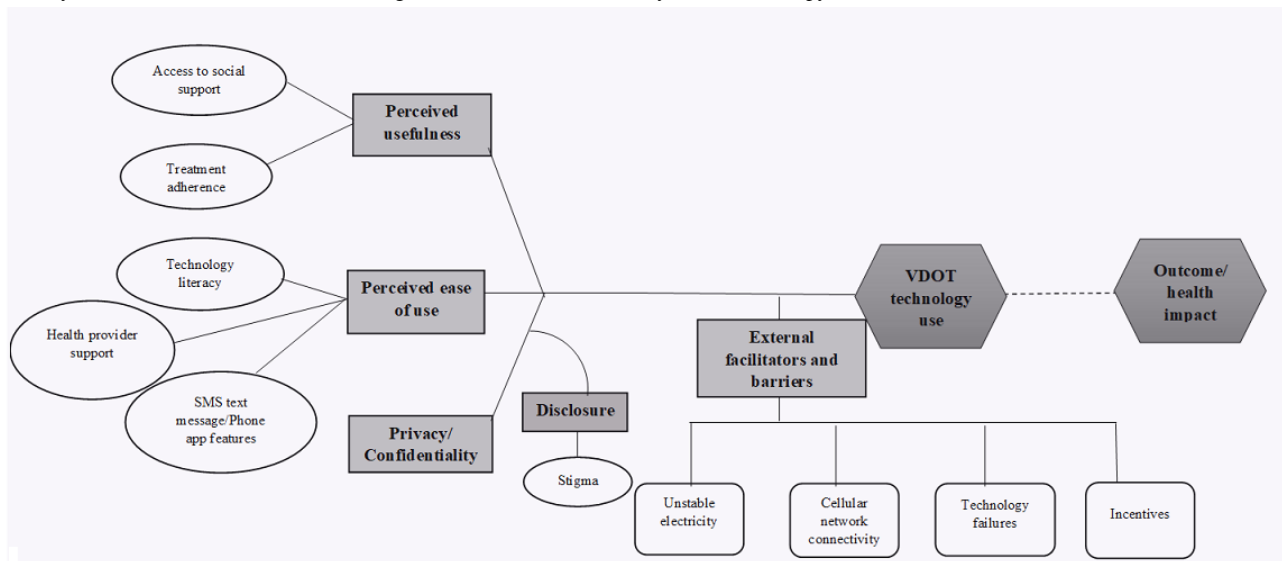 Access to social
support
Perceived
usefulness
Treatment
adherence
Technology
literacy
Perceived ease
of use
Health provider
support
SMS text
message/Phone
app features
Privacy/
Confidentiality
Disclosure
Stigma
External
facilitators and
barriers
VDOT
technology
use
Outcome/
health
impact
Unstable
electricity
Cellular
network
connectivity
Technology
failures
Incentives